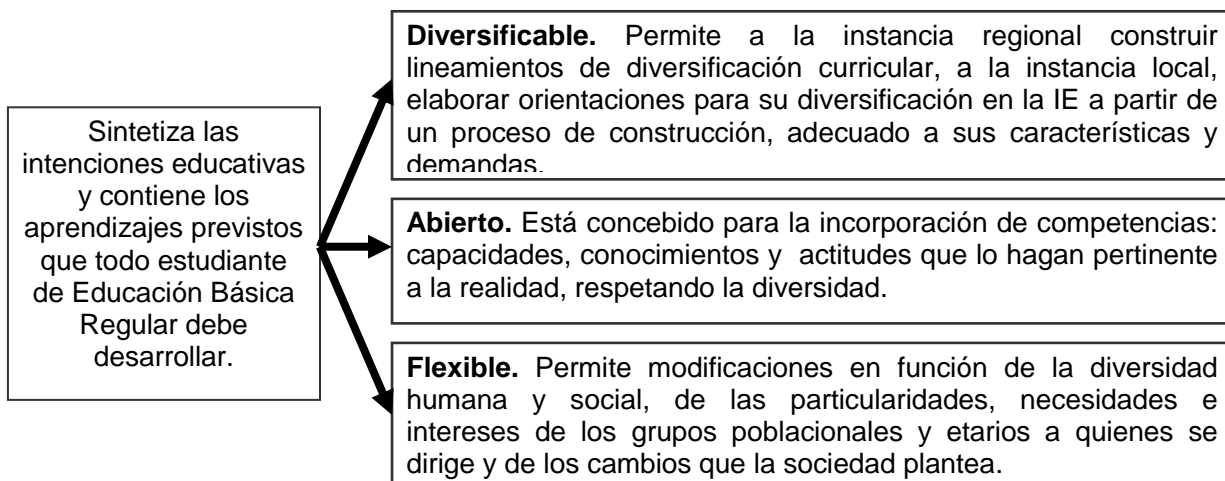 Sintetiza las
intenciones educativas
y contiene los
aprendizajes previstos
que todo estudiante
de Educación Básica
Regular debe
desarrollar.
Diversificable. Permite a la instancia regional construir
lineamientos de diversificación curricular, a la instancia local,
elaborar orientaciones para su diversificación en la IE a partir de
un proceso de construcción, adecuado a sus características y
demandas.
Abierto. Está concebido para la incorporación de competencias:
capacidades, conocimientos y actitudes que lo hagan pertinente
a la realidad, respetando la diversidad.
Flexible. Permite modificaciones en función de la diversidad
humana y social, de las particularidades, necesidades e
intereses de los grupos poblacionales y etarios a quienes se
dirige y de los cambios que la sociedad plantea.